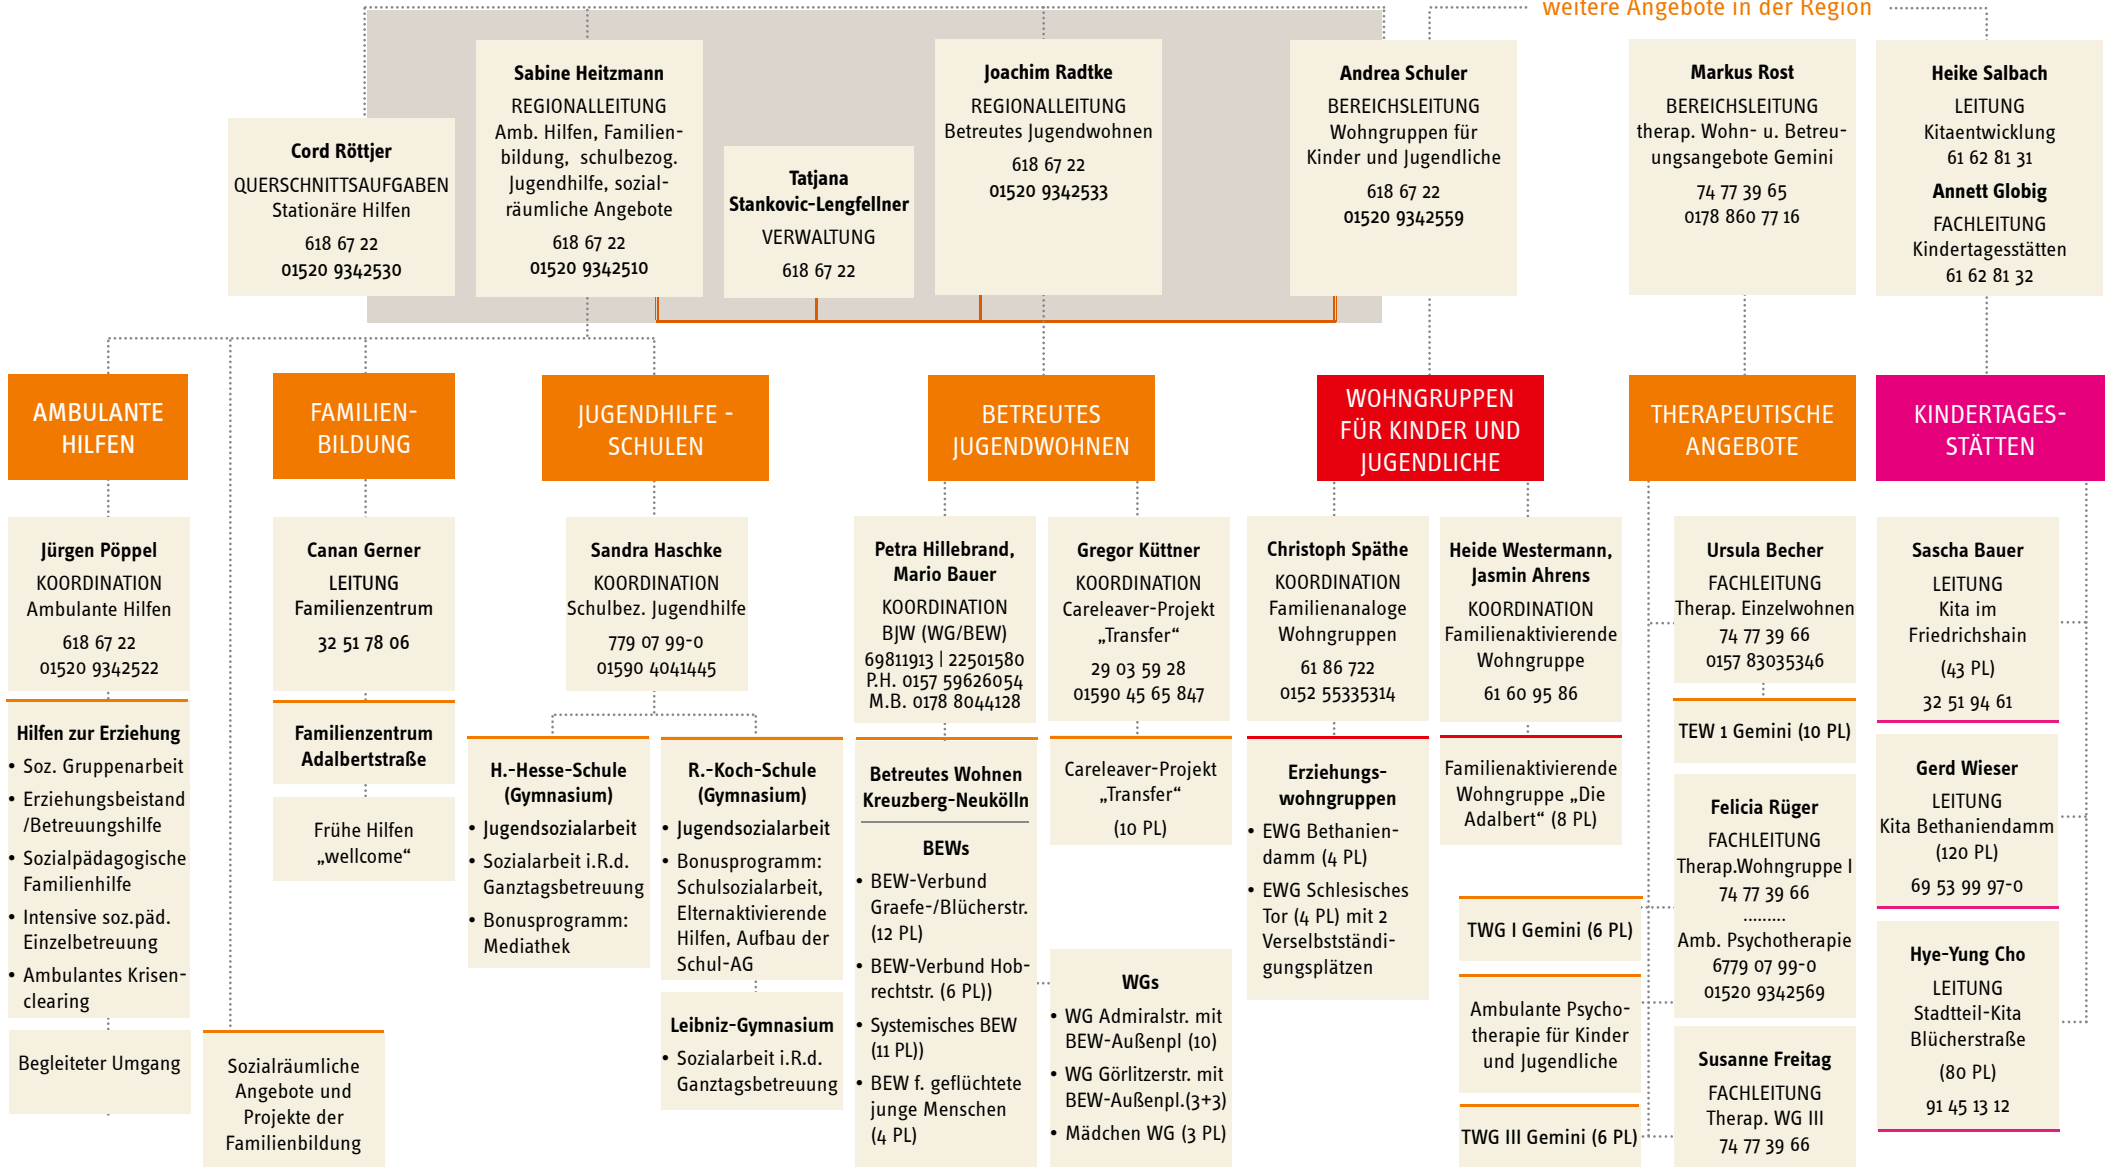 weitere Angebote in der Region
Cord Röttjer
QUERSCHNITTSAUFGABEN
Stationäre Hilfen
618 67 22
01520 9342530
Sabine Heitzmann
REGIONALLEITUNG
Amb. Hilfen, Familien-
bildung, schulbezog.
Jugendhilfe, sozial-
räumliche Angebote
618 67 22
01520 9342510
Tatjana
Stankovic-Lengfellner
VERWALTUNG
618 67 22
Joachim Radtke
REGIONALLEITUNG
Betreutes Jugendwohnen
618 67 22
01520 9342533
Andrea Schuler
BEREICHSLEITUNG
Wohngruppen für
Kinder und Jugendliche
618 67 22
01520 9342559
Markus Rost
BEREICHSLEITUNG
therap. Wohn- u. Betreu-
ungsangebote Gemini
74 77 39 65
0178 860 77 16
Heike Salbach
LEITUNG
Kitaentwicklung
61 62 81 31
Annett Globig
FACHLEITUNG
Kindertagesstätten
61 62 81 32
AMBULANTE
HILFEN
FAMILIEN-
BILDUNG
JUGENDHILFE -
SCHULEN
BETREUTES
JUGENDWOHNEN
WOHNGRUPPEN
FÜR KINDER UND
JUGENDLICHE
THERAPEUTISCHE
ANGEBOTE
KINDERTAGES-
STÄTTEN
Jürgen Pöppel
KOORDINATION
Ambulante Hilfen
618 67 22
01520 9342522
Hilfen zur Erziehung
• Soz. Gruppenarbeit
• Erziehungsbeistand
/Betreuungshilfe
• Sozialpädagogische
Familienhilfe
• Intensive soz.päd.
Einzelbetreuung
• Ambulantes Krisen-
clearing
Begleiteter Umgang
Sozialräumliche
Angebote und
Projekte der
Familienbildung
Canan Gerner
LEITUNG
Familienzentrum
32 51 78 06
Familienzentrum
Adalbertstraße
Frühe Hilfen
„wellcome“
Sandra Haschke
KOORDINATION
Schulbez. Jugendhilfe
779 07 99-0
01590 4041445
H.-Hesse-Schule
(Gymnasium)
• Jugendsozialarbeit
• Sozialarbeit i.R.d.
Ganztagsbetreuung
• Bonusprogramm:
Mediathek
R.-Koch-Schule
(Gymnasium)
• Jugendsozialarbeit
• Bonusprogramm:
Schulsozialarbeit,
Elternaktivierende
Hilfen, Aufbau der
Schul-AG
Leibniz-Gymnasium
• Sozialarbeit i.R.d.
Ganztagsbetreuung
Petra Hillebrand,
Mario Bauer
KOORDINATION
BJW (WG/BEW)
69811913 | 22501580
P.H. 0157 59626054
M.B. 0178 8044128
Betreutes Wohnen
Kreuzberg-Neukölln
BEWs
• BEW-Verbund
Graefe-/Blücherstr.
(12 PL)
• BEW-Verbund Hob-
rechtstr. (6 PL))
• Systemisches BEW
(11 PL))
• BEW f. geflüchtete
junge Menschen
(4 PL)
Gregor Küttner
KOORDINATION
Careleaver-Projekt
„Transfer“
29 03 59 28
01590 45 65 847
Careleaver-Projekt
„Transfer“
(10 PL)
WGs
• WG Admiralstr. mit
BEW-Außenpl (10)
• WG Görlitzerstr. mit
BEW-Außenpl.(3+3)
• Mädchen WG (3 PL)
Christoph Späthe
KOORDINATION
Familienanaloge
Wohngruppen
61 86 722
0152 55335314
Erziehungs-
wohngruppen
• EWG Bethanien-
damm (4 PL)
• EWG Schlesisches
Tor (4 PL) mit 2
Verselbstständi-
gungsplätzen
Heide Westermann,
Jasmin Ahrens
KOORDINATION
Familienaktivierende
Wohngruppe
61 60 95 86
Familienaktivierende
Wohngruppe „Die
Adalbert“ (8 PL)
TWG I Gemini (6 PL)
Ambulante Psycho-
therapie für Kinder
und Jugendliche
TWG III Gemini (6 PL)
Ursula Becher
FACHLEITUNG
Therap. Einzelwohnen
74 77 39 66
0157 83035346
TEW 1 Gemini (10 PL)
Felicia Rüger
FACHLEITUNG
Therap.Wohngruppe I
74 77 39 66
.........
Amb. Psychotherapie
6779 07 99-0
01520 9342569
Susanne Freitag
FACHLEITUNG
Therap. WG III
74 77 39 66
Sascha Bauer
LEITUNG
Kita im
Friedrichshain
(43 PL)
32 51 94 61
Gerd Wieser
LEITUNG
Kita Bethaniendamm
(120 PL)
69 53 99 97-0
Hye-Yung Cho
LEITUNG
Stadtteil-Kita
Blücherstraße
(80 PL)
91 45 13 12